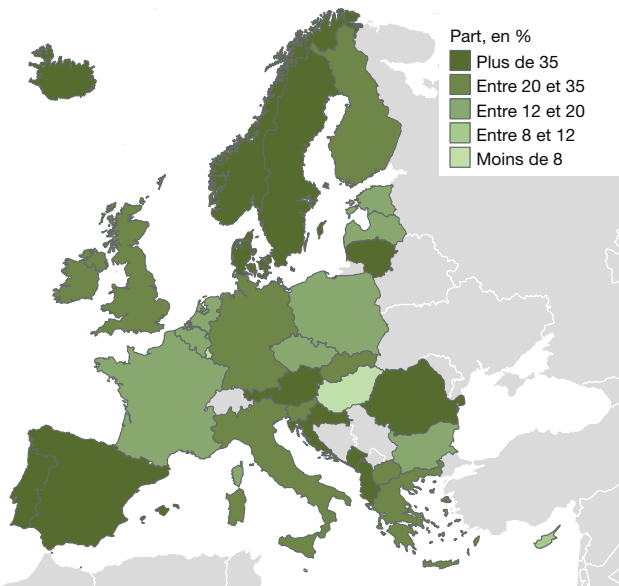 Part, en %
Plus de 35
Entre 20 et 35
Entre 12 et 20
Entre 8 et 12
Moins de 8